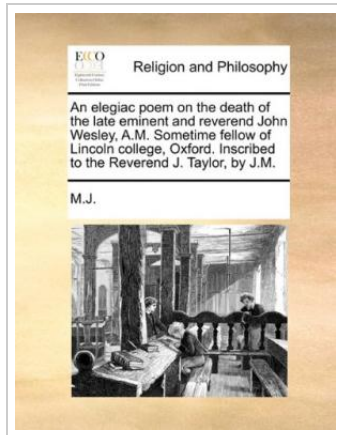 ECCO
Religion and Philosophy
An elegiac poem on the death of
the late eminent and reverend John
Wesley, A.M. Sometime fellow of
Lincoln college, Oxford. Inscribed
to the Reverend J. Taylor, by J.M.
M.J.